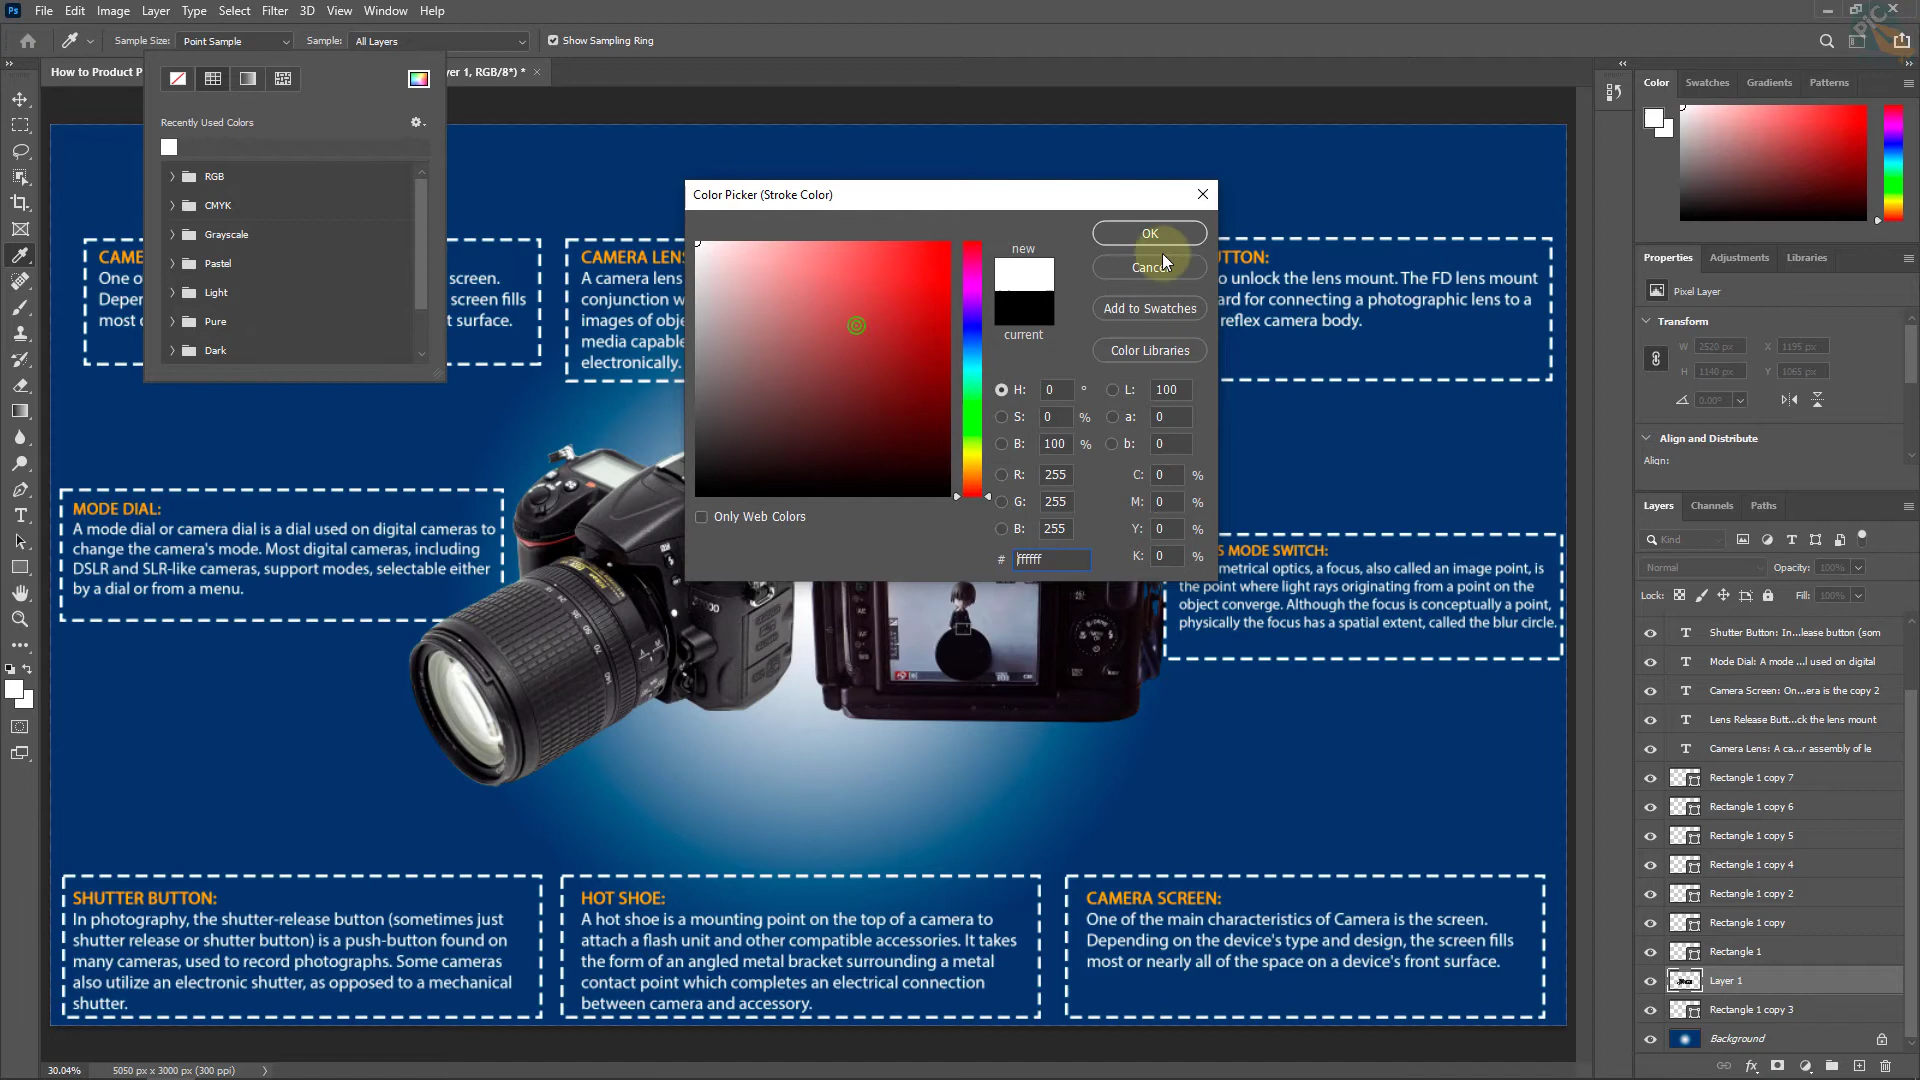 Ps File Edit Image Layer Type Select Filter 3D View Window Help
Sample Size: Point Sample Sample: All Layers Show Sampling Ring
How to Product P
er 1, RGB/8*) * ×
Recently Used Colors
RGB
CMYK
Grayscale
Pastel
Light
Pure
Dark
CAME
One o
Depen
most o
screen.
screen fills
t surface.
CAMERA LENS
A camera lens
conjunction w
images of obje
media capable
electronically.
Color Picker (Stroke Color)
new
current
OK
Cancel
Add to Swatches
Color Libraries
H: 0 °
S: 0 %
B: 100 %
R: 255
G: 255
B: 255
# ffffff
L: 100
a: 0
b: 0
C: 0 %
M: 0 %
Y: 0 %
K: 0 %
Only Web Colors
UTTON:
o unlock the lens mount. The FD lens mount
ard for connecting a photographic lens to a
reflex camera body.
MODE DIAL:
A mode dial or camera dial is a dial used on digital cameras to
change the camera's mode. Most digital cameras, including
DSLR and SLR-like cameras, support modes, selectable either
by a dial or from a menu.
S MODE SWITCH:
metrical optics, a focus, also called an image point, is
the point where light rays originating from a point on the
object converge. Although the focus is conceptually a point,
physically the focus has a spatial extent, called the blur circle.
SHUTTER BUTTON:
In photography, the shutter-release button (sometimes just
shutter release or shutter button) is a push-button found on
many cameras, used to record photographs. Some cameras
also utilize an electronic shutter, as opposed to a mechanical
shutter.
HOT SHOE:
A hot shoe is a mounting point on the top of a camera to
attach a flash unit and other compatible accessories. It takes
the form of an angled metal bracket surrounding a metal
contact point which completes an electrical connection
between camera and accessory.
CAMERA SCREEN:
One of the main characteristics of Camera is the screen.
Depending on the device's type and design, the screen fills
most or nearly all of the space on a device's front surface.
30.04% 5050 px x 3000 px (300 ppi)
Color Swatches Gradients Patterns
Properties Adjustments Libraries
Pixel Layer
Transform
W 2520 px X 1195 px
H 1140 px Y 1065 px
0.00°
Align and Distribute
Align:
Layers Channels Paths
Kind
Normal Opacity: 100%
Lock: Fill: 100%
Shutter Button: In...lease button (som
Mode Dial: A mode ...l used on digital
Camera Screen: On...era is the copy 2
Lens Release Butt...ck the lens mount
Camera Lens: A ca...r assembly of le
Rectangle 1 copy 7
Rectangle 1 copy 6
Rectangle 1 copy 5
Rectangle 1 copy 4
Rectangle 1 copy 2
Rectangle 1 copy
Rectangle 1
Layer 1
Rectangle 1 copy 3
Background